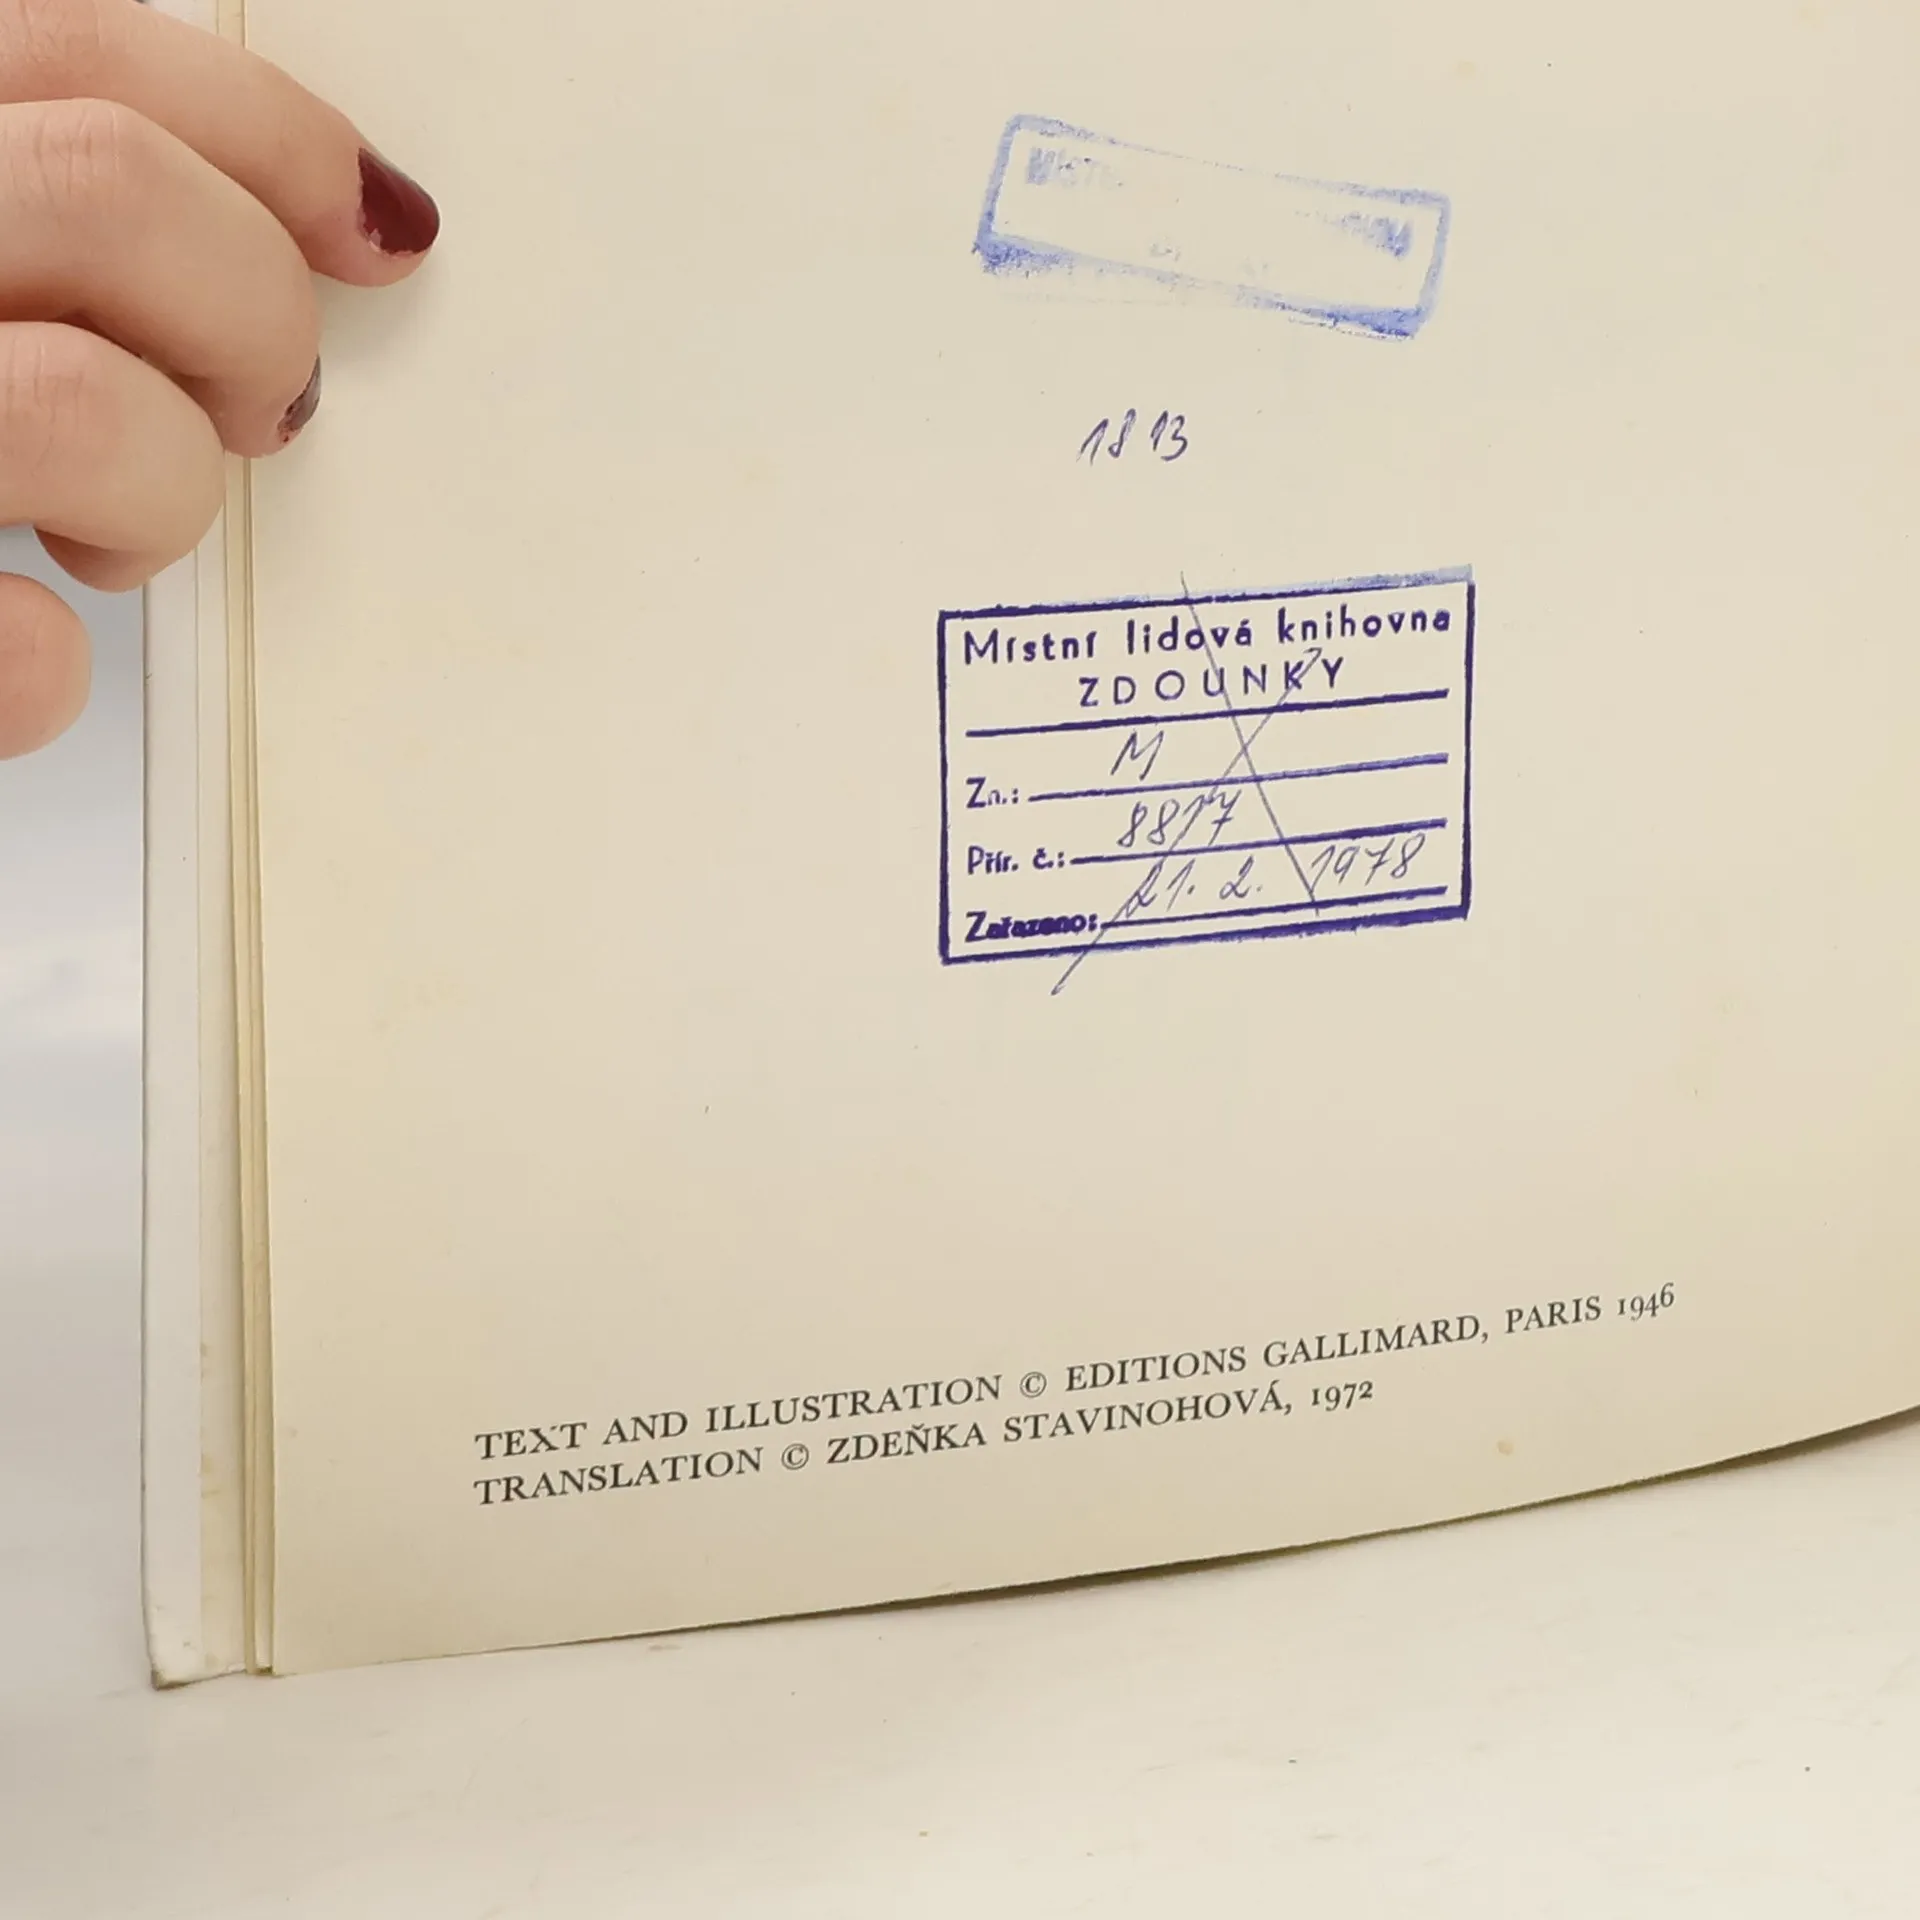 1813
Místní lidová knihovna
ZDOUNKY
Zn.: M
Přír. č.: 8817
Zařazeno: 21. 2. 1978
TEXT AND ILLUSTRATION © EDITIONS GALLIMARD, PARIS 1946
TRANSLATION © ZDEŇKA STAVINOHOVÁ, 1972